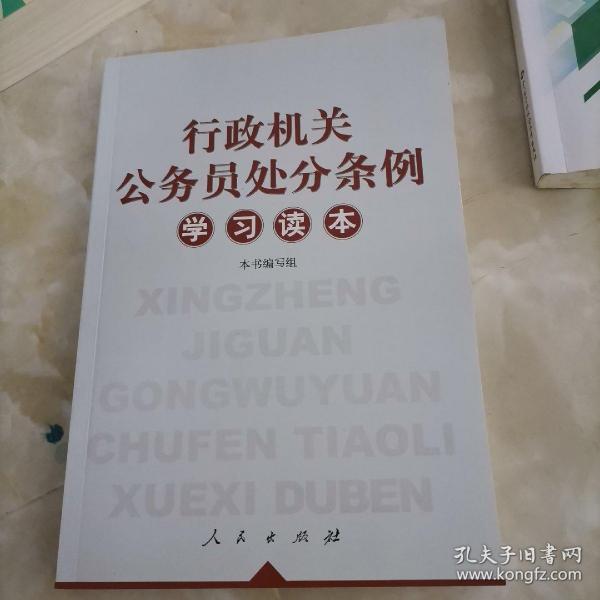 行政机关
公务员处分条例
学习读本
本书编写组
XINGZHENG
JIGUAN
GONGWUYUAN
CHUFEN TIAOLI
XUEXI DUBEN
人民出版社
孔夫子旧书网
www.kongfz.com